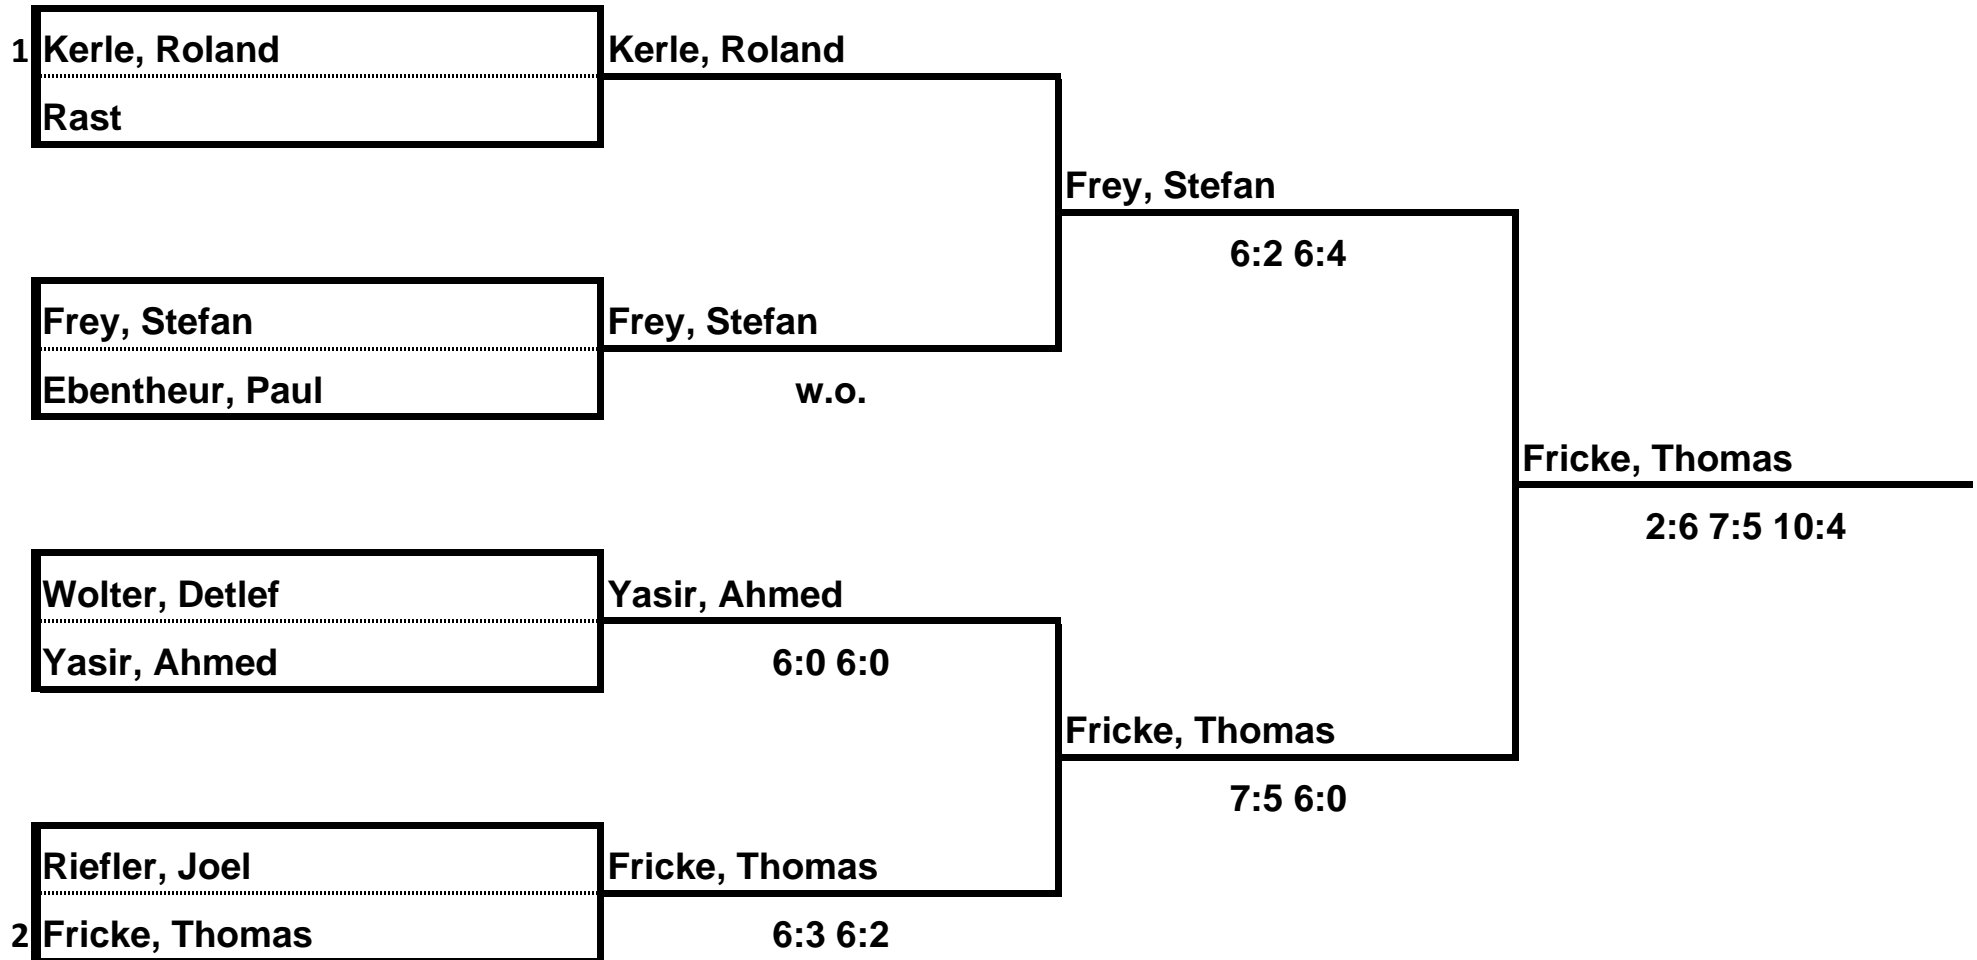 1 Kerle, Roland
Kerle, Roland
Rast
Frey, Stefan
6:2 6:4
Frey, Stefan
Frey, Stefan
Ebentheur, Paul
w.o.
Fricke, Thomas
2:6 7:5 10:4
Wolter, Detlef
Yasir, Ahmed
Yasir, Ahmed
6:0 6:0
Fricke, Thomas
7:5 6:0
Riefler, Joel
Fricke, Thomas
2 Fricke, Thomas
6:3 6:2